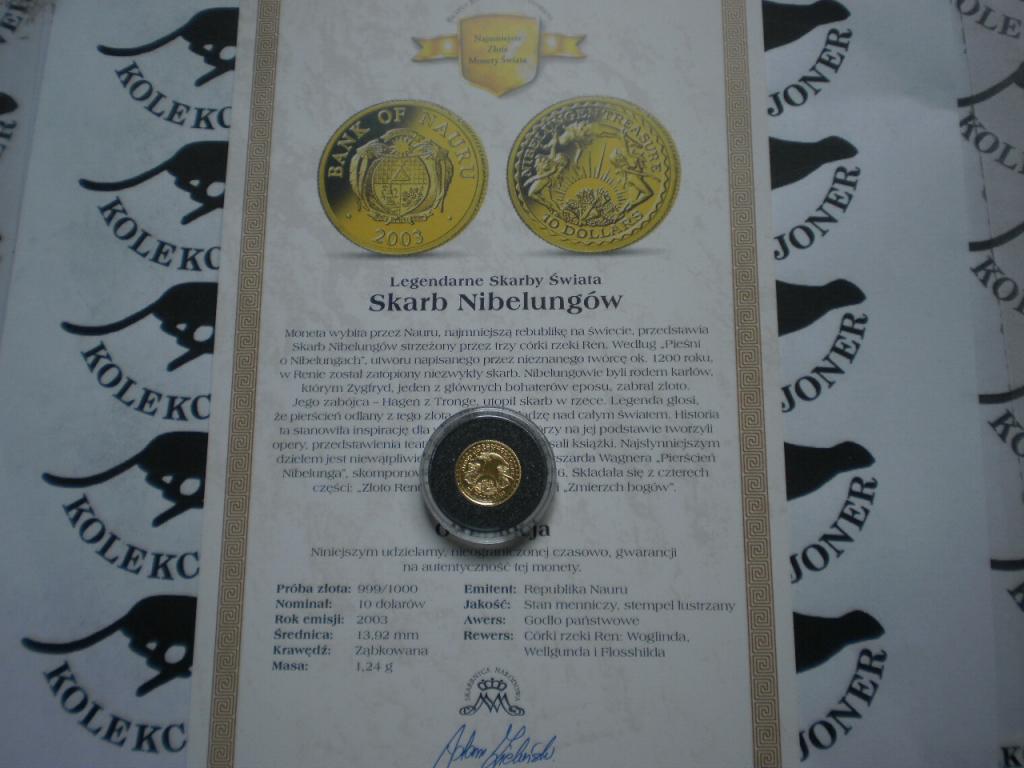 Najmniejsze
Złote
Monety Świata
BANK OF NAURU
2003
NIBELUNGEN TREASURE
10 DOLLARS
Legendarne Skarby Świata
Skarb Nibelungów
Moneta wybita przez Nauru, najmniejszą rebublikę na świecie, przedstawia
Skarb Nibelungów strzeżony przez trzy córki rzeki Ren. Według „Pieśni
o Nibelungach", utworu napisanego przez nieznanego twórcę ok. 1200 roku,
w Renie został zatopiony niezwykły skarb. Nibelungowie byli rodem karłów,
którym Zygfryd, jeden z głównych bohaterów eposu, zabrał złoto.
Jego zabójca – Hagen z Tronge, utopił skarb w rzece. Legenda głosi,
że pierścień odlany z tego złota nad całym światem. Historia
ta stanowiła inspirację dla na jej podstawie tworzyli
opery, przedstawienia książki. Najsłynniejszym
dziełem jest Wagnera „Pierścień
Nibelunga", Składała się z czterech
części: „Złoto „Zmierzch bogów".
Niniejszym udzielamy, nieograniczonej czasowo, gwarancji
na autentyczność tej monety.
Próba złota: 999/1000
Nominał: 10 dolarów
Rok emisji: 2003
Średnica: 13,92 mm
Krawędź: Ząbkowana
Masa: 1,24 g
Emitent: Republika Nauru
Jakość: Stan menniczy, stempel lustrzany
Awers: Godło państwowe
Rewers: Córki rzeki Ren: Woglinda,
Wellgunda i Flosshilda
SKARBNICA NARODOWA
KOLEKC
JONER
KOLEKC
JONER
KOLEKC
JONER
KOLEKC
JONER
KOLEKC
JONER